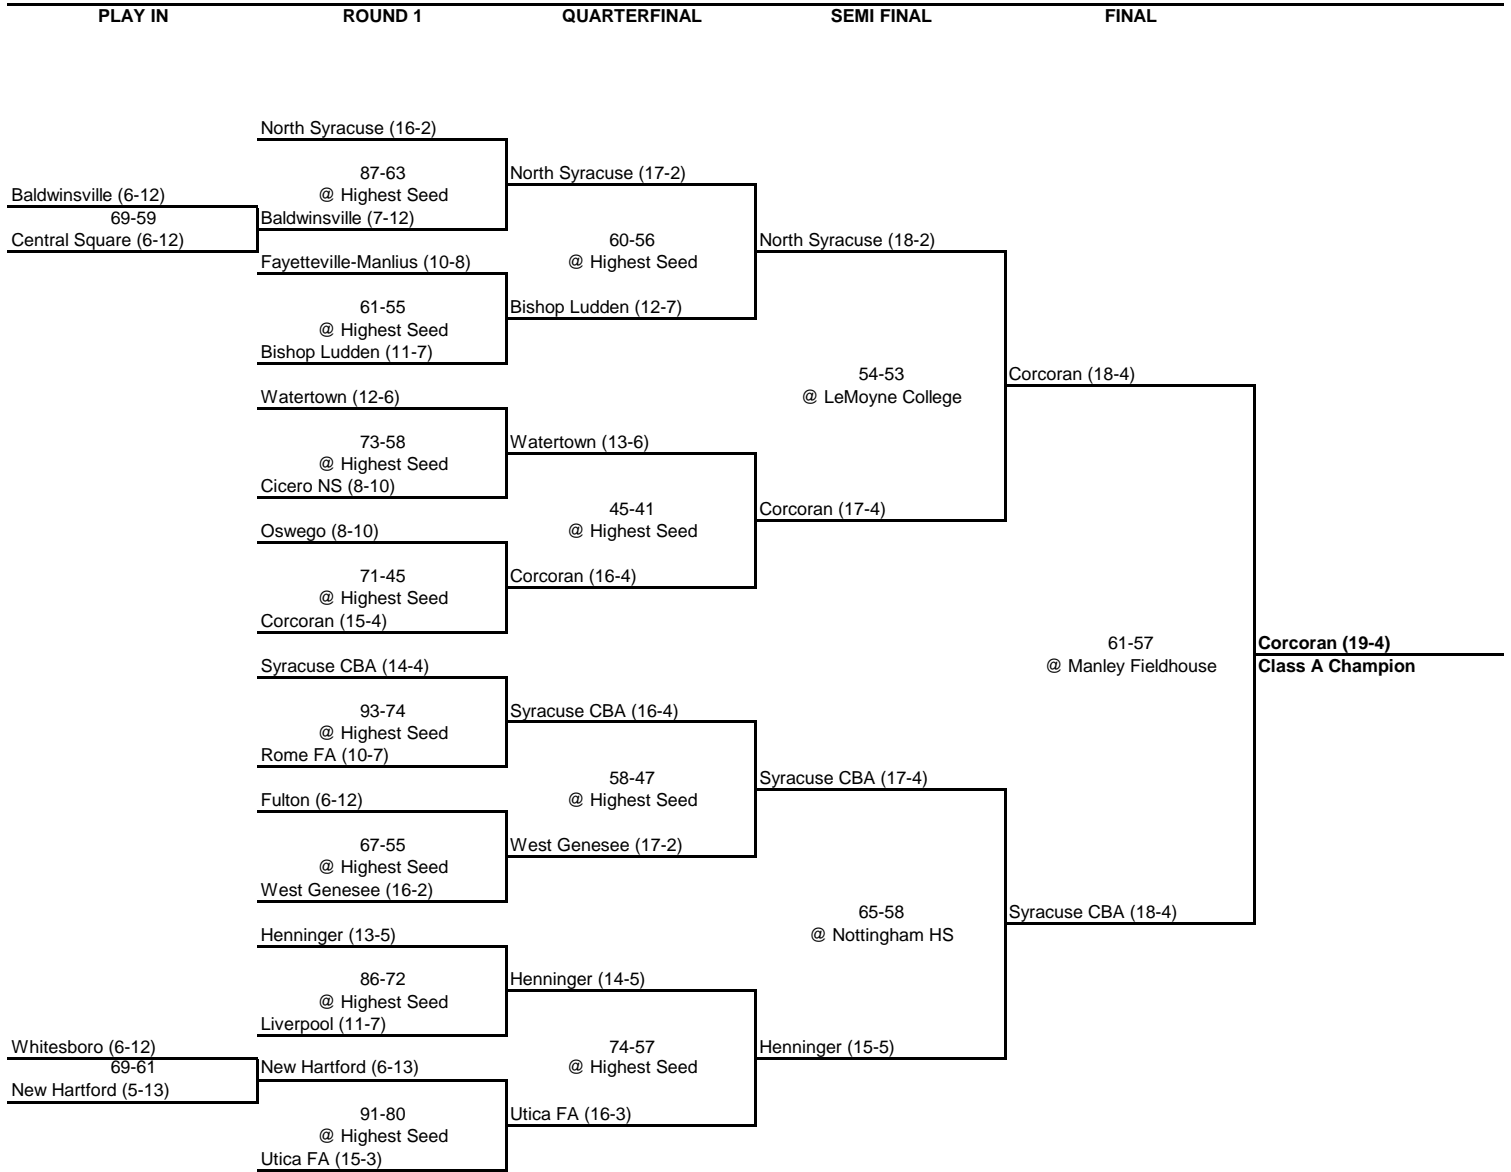 PLAY IN
ROUND 1
QUARTERFINAL
SEMI FINAL
FINAL
North Syracuse (16-2)
87-63
@ Highest Seed
North Syracuse (17-2)
Baldwinsville (6-12)
69-59
Baldwinsville (7-12)
Central Square (6-12)
60-56
@ Highest Seed
North Syracuse (18-2)
Fayetteville-Manlius (10-8)
61-55
@ Highest Seed
Bishop Ludden (12-7)
Bishop Ludden (11-7)
54-53
@ LeMoyne College
Corcoran (18-4)
Watertown (12-6)
73-58
@ Highest Seed
Watertown (13-6)
Cicero NS (8-10)
45-41
@ Highest Seed
Corcoran (17-4)
Oswego (8-10)
71-45
@ Highest Seed
Corcoran (16-4)
Corcoran (15-4)
61-57
@ Manley Fieldhouse
Corcoran (19-4)
Class A Champion
Syracuse CBA (14-4)
93-74
@ Highest Seed
Syracuse CBA (16-4)
Rome FA (10-7)
58-47
@ Highest Seed
Syracuse CBA (17-4)
Fulton (6-12)
67-55
@ Highest Seed
West Genesee (17-2)
West Genesee (16-2)
65-58
@ Nottingham HS
Syracuse CBA (18-4)
Henninger (13-5)
86-72
@ Highest Seed
Henninger (14-5)
Liverpool (11-7)
Whitesboro (6-12)
69-61
New Hartford (6-13)
New Hartford (5-13)
74-57
@ Highest Seed
Henninger (15-5)
91-80
@ Highest Seed
Utica FA (16-3)
Utica FA (15-3)